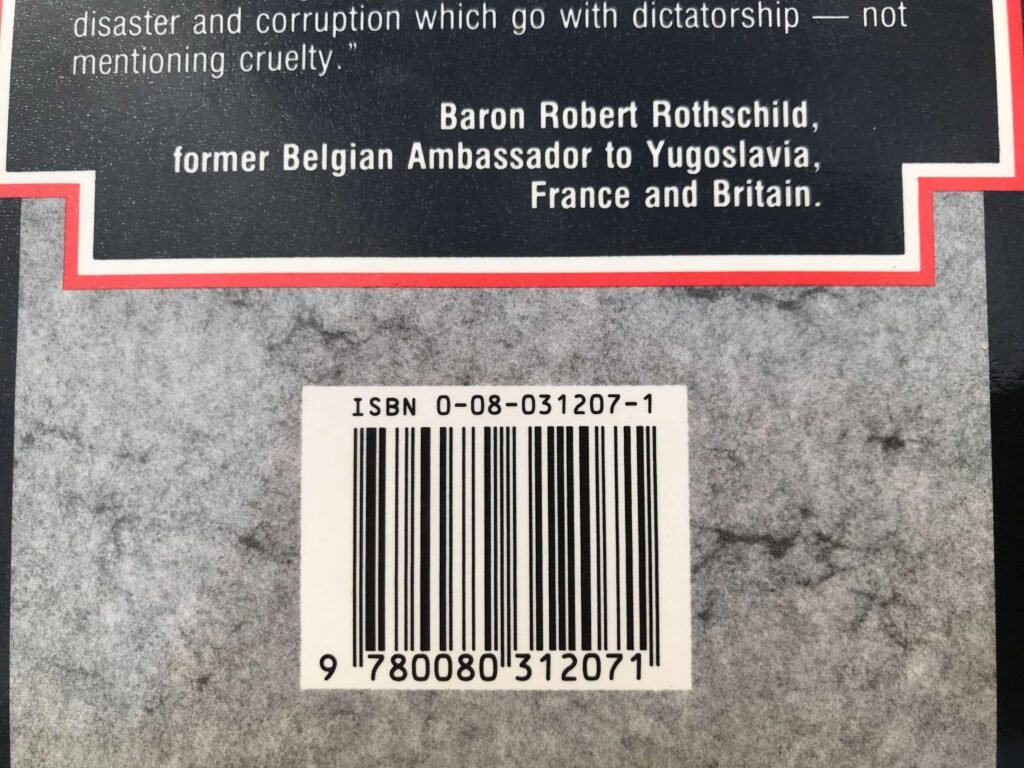 disaster and corruption which go with dictatorship — not
mentioning cruelty."
Baron Robert Rothschild,
former Belgian Ambassador to Yugoslavia,
France and Britain.
ISBN 0-08-031207-1
9 780080 312071